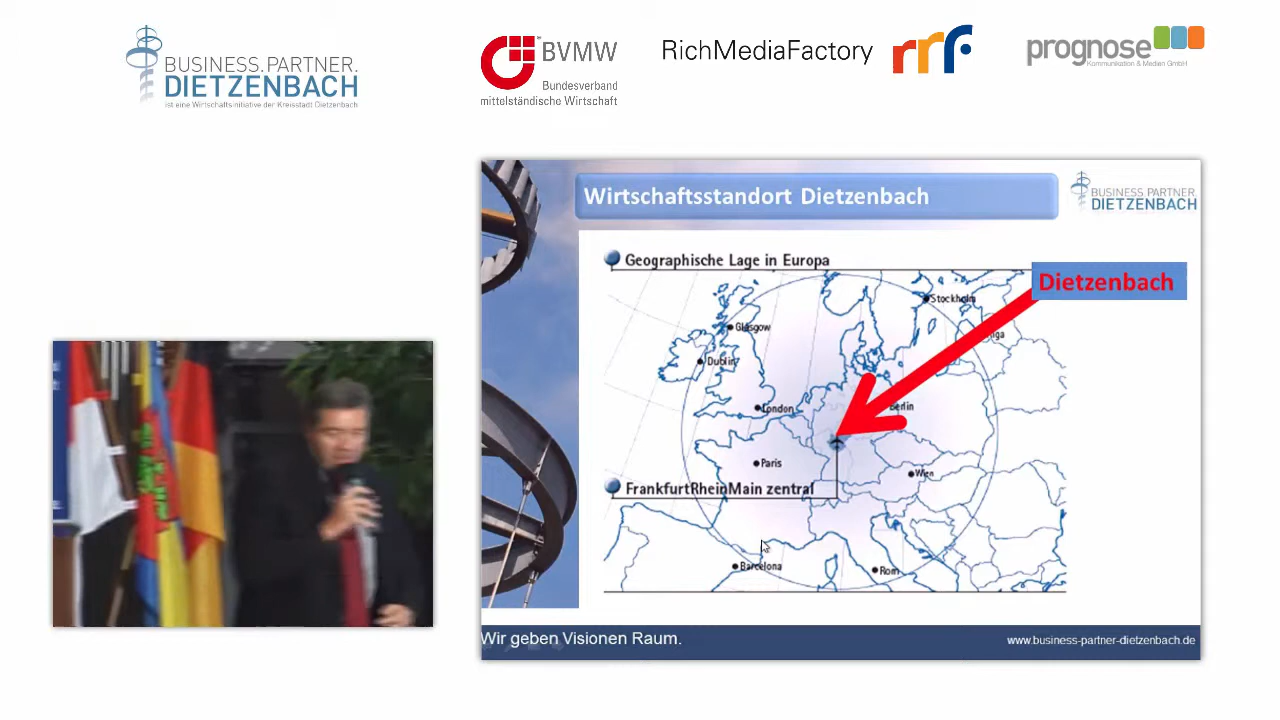 BUSINESS.PARTNER.
DIETZENBACH
ist eine Wirtschaftsinitiative der Kreisstadt Dietzenbach
BVMW
Bundesverband
mittelständische Wirtschaft
RichMediaFactory
rrf
prognose
Kommunikation & Medien GmbH
Wirtschaftsstandort Dietzenbach
BUSINESS.PARTNER.
DIETZENBACH
Geographische Lage in Europa
Dietzenbach
Stockholm
Glasgow
Dublin
London
Berlin
Paris
Wien
FrankfurtRheinMain zentral
Barcelona
Rom
Wir geben Visionen Raum.
www.business-partner-dietzenbach.de